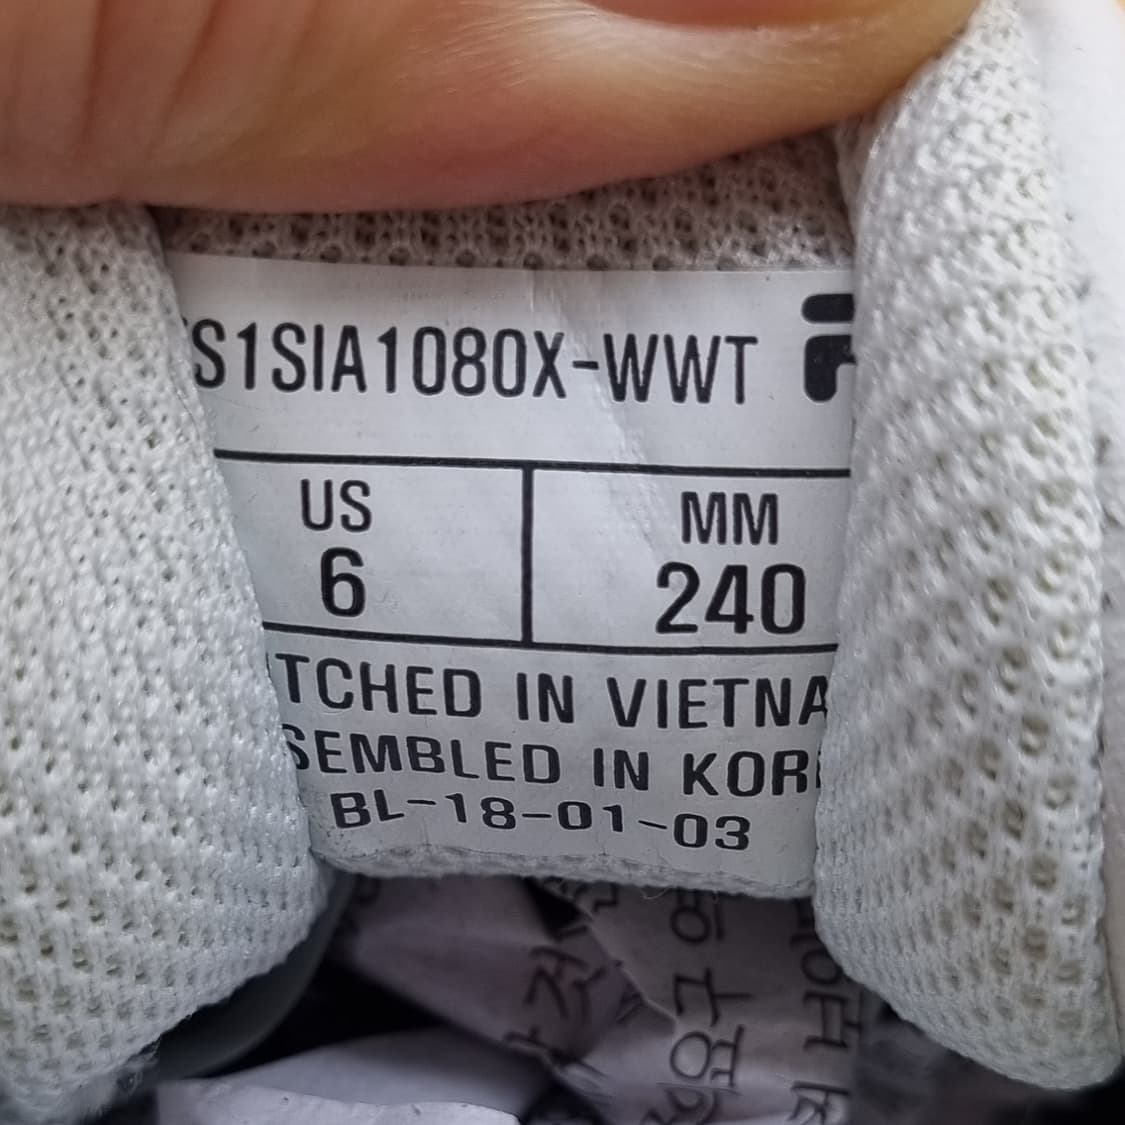 S1SIA1080X-WWT
US
6
MM
240
TCHED IN VIETNA
SEMBLED IN KOR
BL-18-01-03